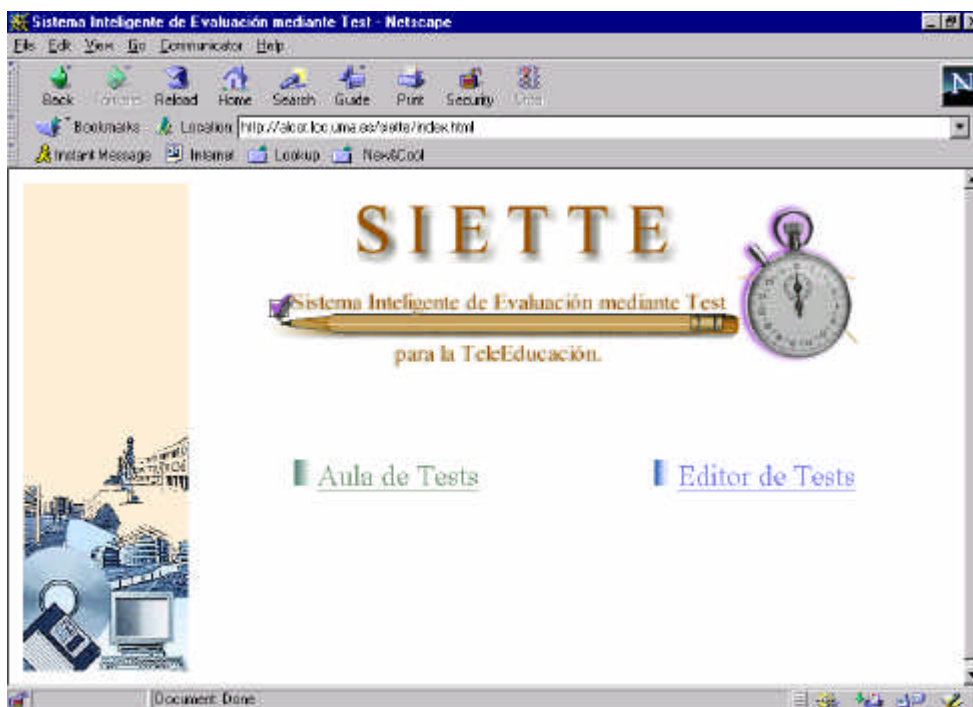 Sistema Inteligente de Evaluación mediante Test - Netscape
File Edit View Go Communicator Help
Back Forward Reload Home Search Guide Print Security Stop
Bookmarks Location: http://alcor.lcc.uma.es/siette/index.html
Instant Message Internet Lookup New&Cool
N
SIETTE
Sistema Inteligente de Evaluación mediante Test
para la TeleEducación.
Aula de Tests Editor de Tests
Document: Done